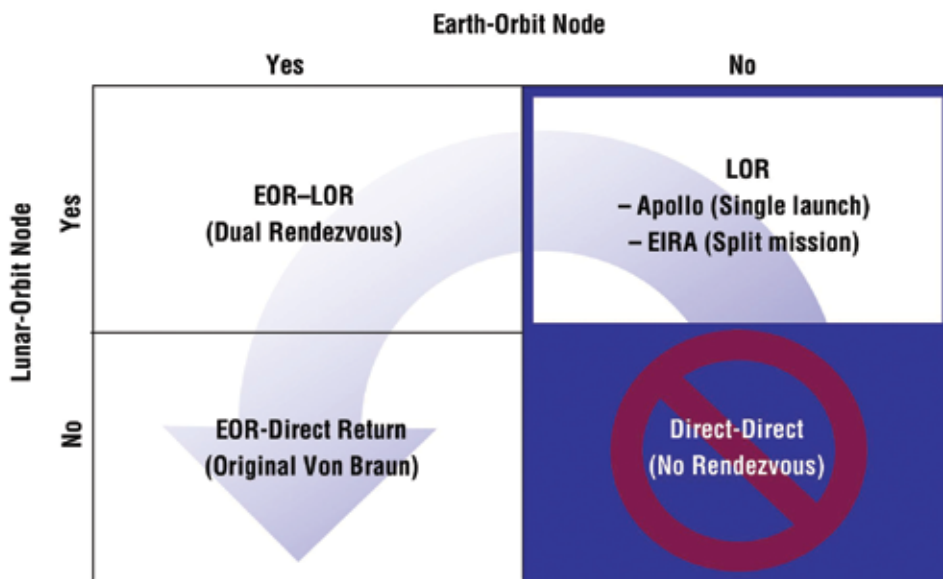 Earth-Orbit Node
Yes
No
Lunar-Orbit Node
Yes
EOR–LOR
(Dual Rendezvous)
LOR
– Apollo (Single launch)
– EIRA (Split mission)
No
EOR-Direct Return
(Original Von Braun)
Direct-Direct
(No Rendezvous)